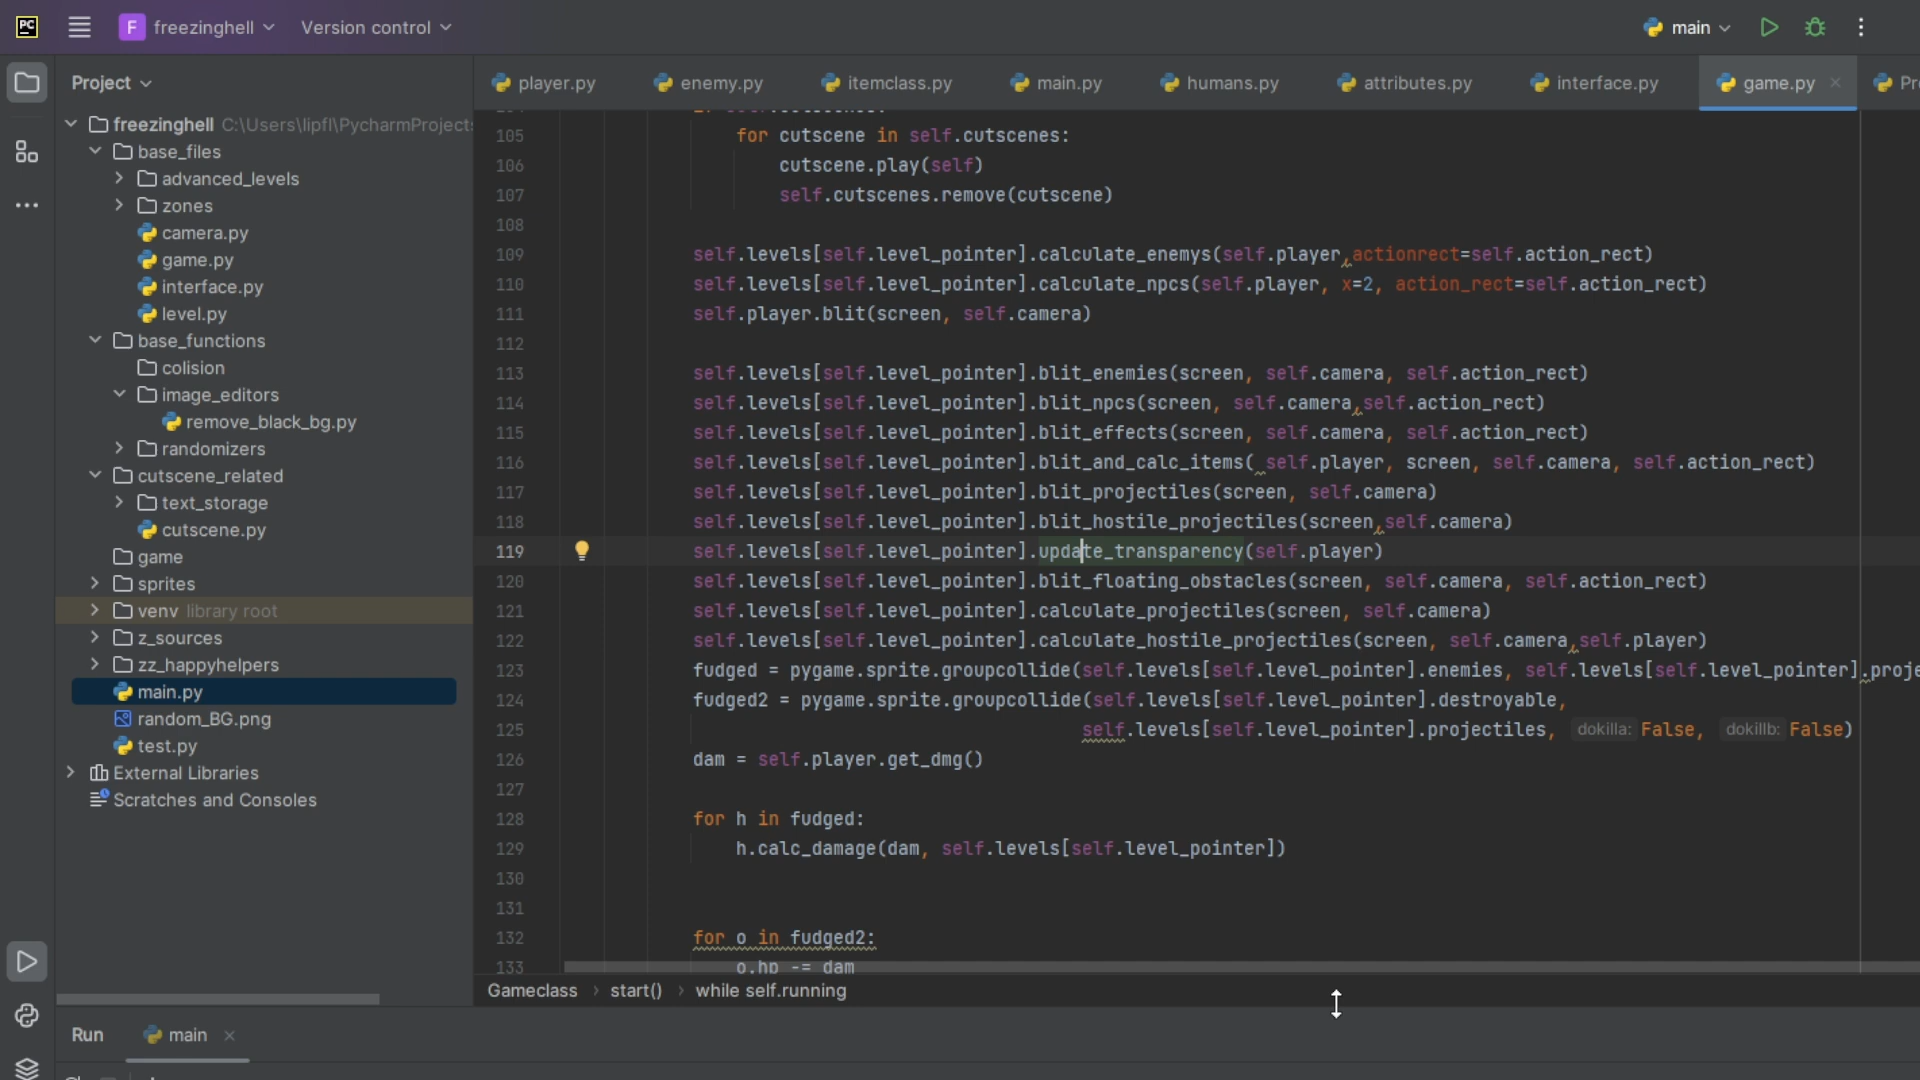 PC
F freezinghell
Version control
main
Project
player.py
enemy.py
itemclass.py
main.py
humans.py
attributes.py
interface.py
game.py
freezinghell C:\Users\lipfl\PycharmProject
base_files
advanced_levels
zones
camera.py
game.py
interface.py
level.py
base_functions
colision
image_editors
remove_black_bg.py
randomizers
cutscene_related
text_storage
cutscene.py
game
sprites
venv library root
z_sources
zz_happyhelpers
main.py
random_BG.png
test.py
External Libraries
Scratches and Consoles
105 for cutscene in self.cutscenes:
106 cutscene.play(self)
107 self.cutscenes.remove(cutscene)
108
109 self.levels[self.level_pointer].calculate_enemys(self.player,actionrect=self.action_rect)
110 self.levels[self.level_pointer].calculate_npcs(self.player, x=2, action_rect=self.action_rect)
111 self.player.blit(screen, self.camera)
112
113 self.levels[self.level_pointer].blit_enemies(screen, self.camera, self.action_rect)
114 self.levels[self.level_pointer].blit_npcs(screen, self.camera,self.action_rect)
115 self.levels[self.level_pointer].blit_effects(screen, self.camera, self.action_rect)
116 self.levels[self.level_pointer].blit_and_calc_items( self.player, screen, self.camera, self.action_rect)
117 self.levels[self.level_pointer].blit_projectiles(screen, self.camera)
118 self.levels[self.level_pointer].blit_hostile_projectiles(screen,self.camera)
119 self.levels[self.level_pointer].update_transparency(self.player)
120 self.levels[self.level_pointer].blit_floating_obstacles(screen, self.camera, self.action_rect)
121 self.levels[self.level_pointer].calculate_projectiles(screen, self.camera)
122 self.levels[self.level_pointer].calculate_hostile_projectiles(screen, self.camera,self.player)
123 fudged = pygame.sprite.groupcollide(self.levels[self.level_pointer].enemies, self.levels[self.level_pointer].proje
124 fudged2 = pygame.sprite.groupcollide(self.levels[self.level_pointer].destroyable,
125 self.levels[self.level_pointer].projectiles, dokilla: False, dokillb: False)
126 dam = self.player.get_dmg()
127
128 for h in fudged:
129 h.calc_damage(dam, self.levels[self.level_pointer])
130
131
132 for o in fudged2:
133 o.hp -= dam
Gameclass > start() > while self.running
Run main